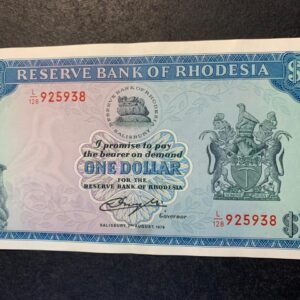 RESERVE BANK OF RHODESIA $
L/128 925938
RESERVE BANK OF RHODESIA
SALISBURY
I promise to pay
the bearer on demand
ONE DOLLAR
FOR THE
RESERVE BANK OF RHODESIA
Governor
L/128 925938
$